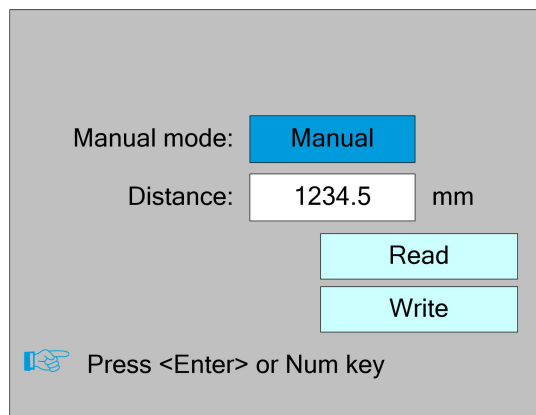 Manual mode: Manual
Distance: 1234.5 mm
Read
Write
Press <Enter> or Num key